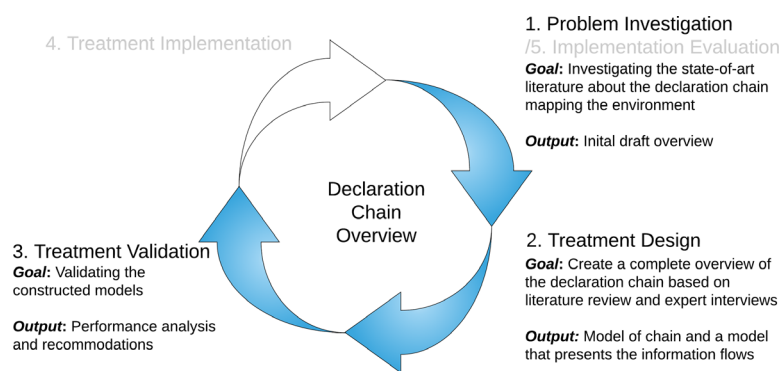 1. Problem Investigation
/5. Implementation Evaluation
Goal: Investigating the state-of-art
literature about the declaration chain
mapping the environment
Output: Inital draft overview
2. Treatment Design
Goal: Create a complete overview of
the declaration chain based on
literature review and expert interviews
Output: Model of chain and a model
that presents the information flows
3. Treatment Validation
Goal: Validating the
constructed models
Output: Performance analysis
and recommodations
4. Treatment Implementation
Declaration
Chain
Overview